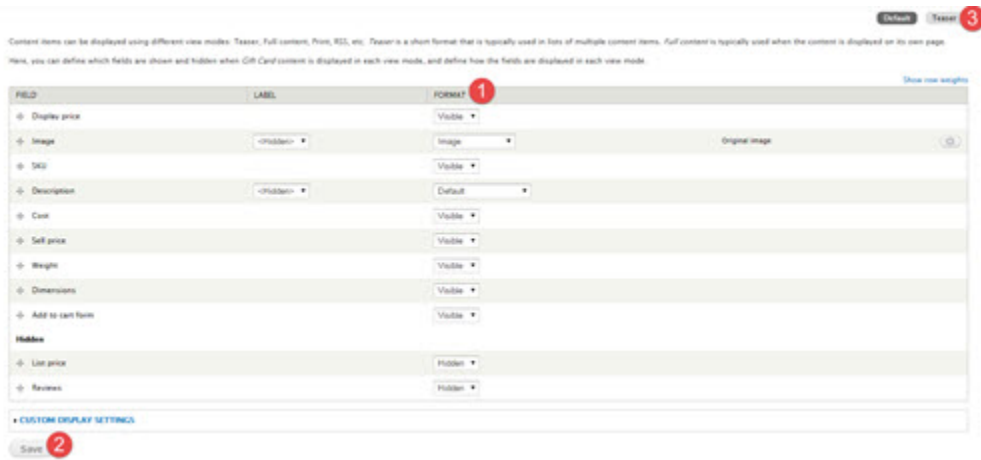 Default Teaser 3
Content items can be displayed using different view modes: Teaser, Full content, Print, RSS, etc. Teaser is a short format that is typically used in lists of multiple content items. Full content is typically used when the content is displayed on its own page.
Here, you can define which fields are shown and hidden when Gift Card content is displayed in each view mode, and define how the fields are displayed in each view mode.
Show row weights
FIELD LABEL FORMAT 1
Display price Visible
Image <Hidden> Image Original image
SKU Visible
Description <Hidden> Default
Cost Visible
Sell price Visible
Weight Visible
Dimensions Visible
Add to cart form Visible
Hidden
List price Hidden
Reviews Hidden
CUSTOM DISPLAY SETTINGS
Save 2